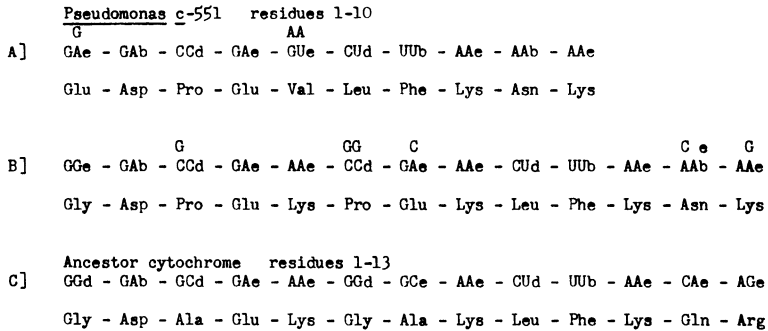 Pseudomonas c-551 residues 1-10
G AA
A] GAe - GAb - CCd - GAe - GUe - CUd - UUb - AAe - AAb - AAe
Glu - Asp - Pro - Glu - Val - Leu - Phe - Lys - Asn - Lys
G GG C C e G
B] GGe - GAb - CCd - GAe - AAe - CCd - GAe - AAe - CUd - UUb - AAe - AAb - AAe
Gly - Asp - Pro - Glu - Lys - Pro - Glu - Lys - Leu - Phe - Lys - Asn - Lys
Ancestor cytochrome residues 1-13
C] GGd - GAb - GCd - GAe - AAe - GGd - GCe - AAe - CUd - UUb - AAe - CAe - AGe
Gly - Asp - Ala - Glu - Lys - Gly - Ala - Lys - Leu - Phe - Lys - Gln - Arg